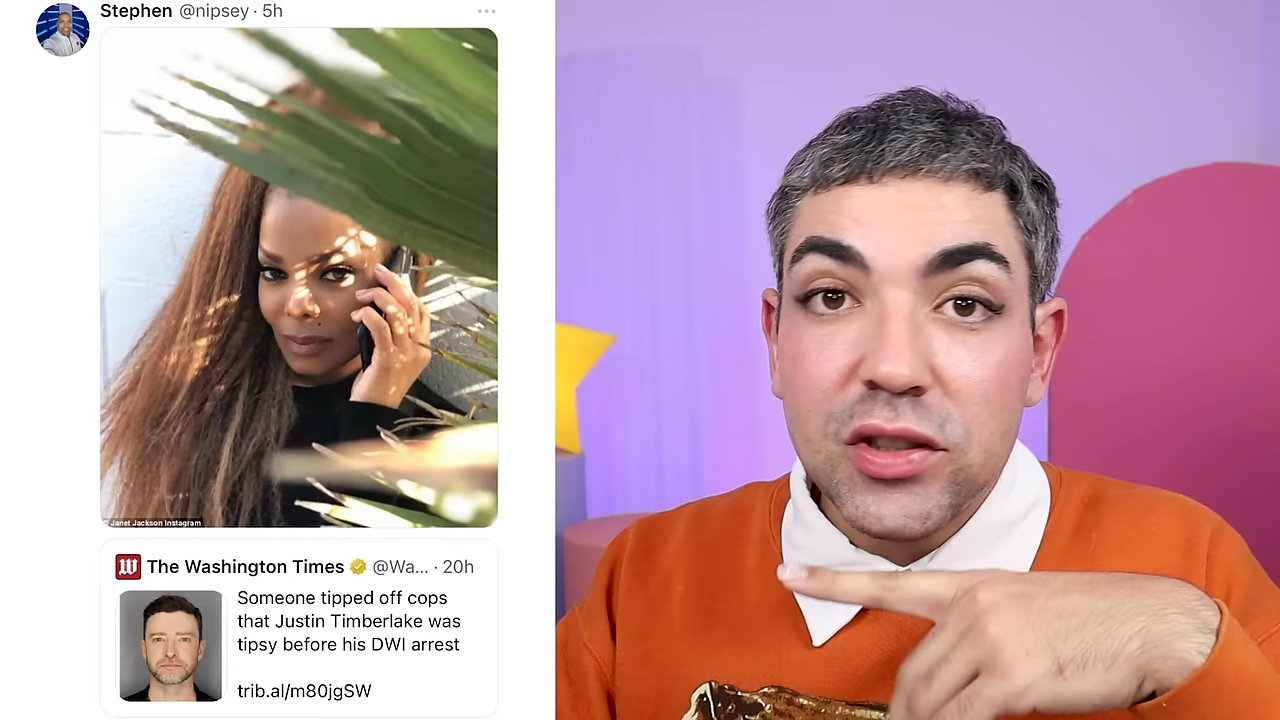 Stephen @nipsey · 5h
© Janet Jackson Instagram
The Washington Times @Wa... · 20h
Someone tipped off cops
that Justin Timberlake was
tipsy before his DWI arrest
trib.al/m80jgSW